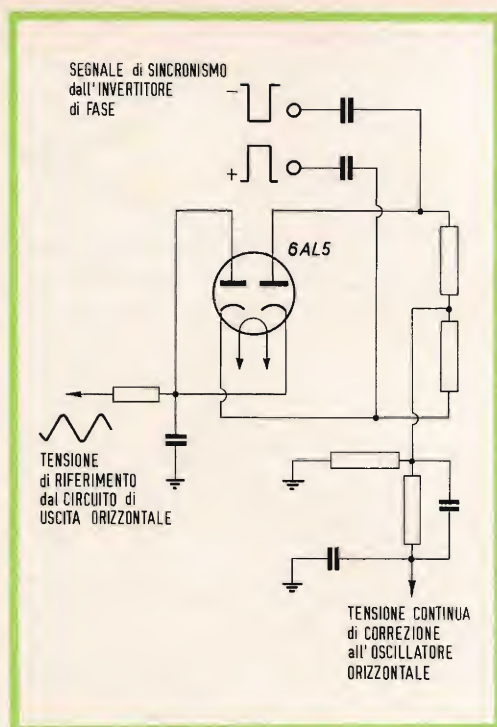 SEGNALE di SINCRONISMO
dall'INVERTITORE
di FASE
−
+
6AL5
TENSIONE
di RIFERIMENTO
dal CIRCUITO di
USCITA ORIZZONTALE
TENSIONE CONTINUA
di CORREZIONE
all'OSCILLATORE
ORIZZONTALE